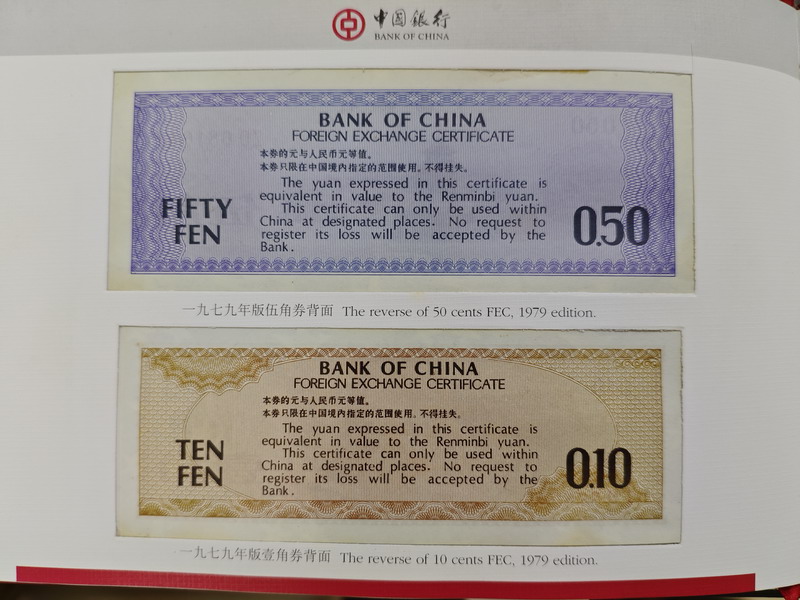 中国银行
BANK OF CHINA
BANK OF CHINA
FOREIGN EXCHANGE CERTIFICATE
本券的元与人民币元等值。
本券只限在中国境内指定的范围使用。不得挂失。
The yuan expressed in this certificate is
equivalent in value to the Renminbi yuan.
This certificate can only be used within
China at designated places. No request to
register its loss will be accepted by the
Bank.
FIFTY
FEN
0.50
一九七九年版伍角券背面 The reverse of 50 cents FEC, 1979 edition.
BANK OF CHINA
FOREIGN EXCHANGE CERTIFICATE
本券的元与人民币元等值。
本券只限在中国境内指定的范围使用。不得挂失。
The yuan expressed in this certificate is
equivalent in value to the Renminbi yuan.
This certificate can only be used within
China at designated places. No request to
register its loss will be accepted by the
Bank.
TEN
FEN
0.10
一九七九年版壹角券背面 The reverse of 10 cents FEC, 1979 edition.